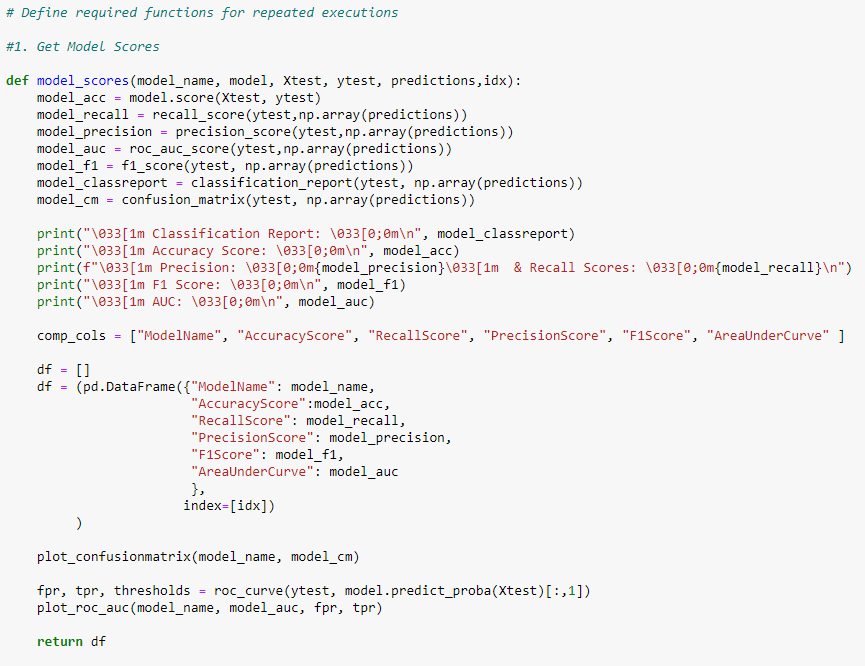 # Define required functions for repeated executions
#1. Get Model Scores
def model_scores(model_name, model, Xtest, ytest, predictions,idx):
    model_acc = model.score(Xtest, ytest)
    model_recall = recall_score(ytest,np.array(predictions))
    model_precision = precision_score(ytest,np.array(predictions))
    model_auc = roc_auc_score(ytest,np.array(predictions))
    model_f1 = f1_score(ytest, np.array(predictions))
    model_classreport = classification_report(ytest, np.array(predictions))
    model_cm = confusion_matrix(ytest, np.array(predictions))
    print("\033[1m Classification Report: \033[0;0m\n", model_classreport)
    print("\033[1m Accuracy Score: \033[0;0m\n", model_acc)
    print(f"\033[1m Precision: \033[0;0m{model_precision}\033[1m  & Recall Scores: \033[0;0m{model_recall}\n")
    print("\033[1m F1 Score: \033[0;0m\n", model_f1)
    print("\033[1m AUC: \033[0;0m\n", model_auc)
    comp_cols = ["ModelName", "AccuracyScore", "RecallScore", "PrecisionScore", "F1Score", "AreaUnderCurve" ]
    df = []
    df = (pd.DataFrame({"ModelName": model_name,
                        "AccuracyScore":model_acc,
                        "RecallScore": model_recall,
                        "PrecisionScore": model_precision,
                        "F1Score": model_f1,
                        "AreaUnderCurve": model_auc
                        },
                       index=[idx])
         )
    plot_confusionmatrix(model_name, model_cm)
    fpr, tpr, thresholds = roc_curve(ytest, model.predict_proba(Xtest)[:,1])
    plot_roc_auc(model_name, model_auc, fpr, tpr)
    return df